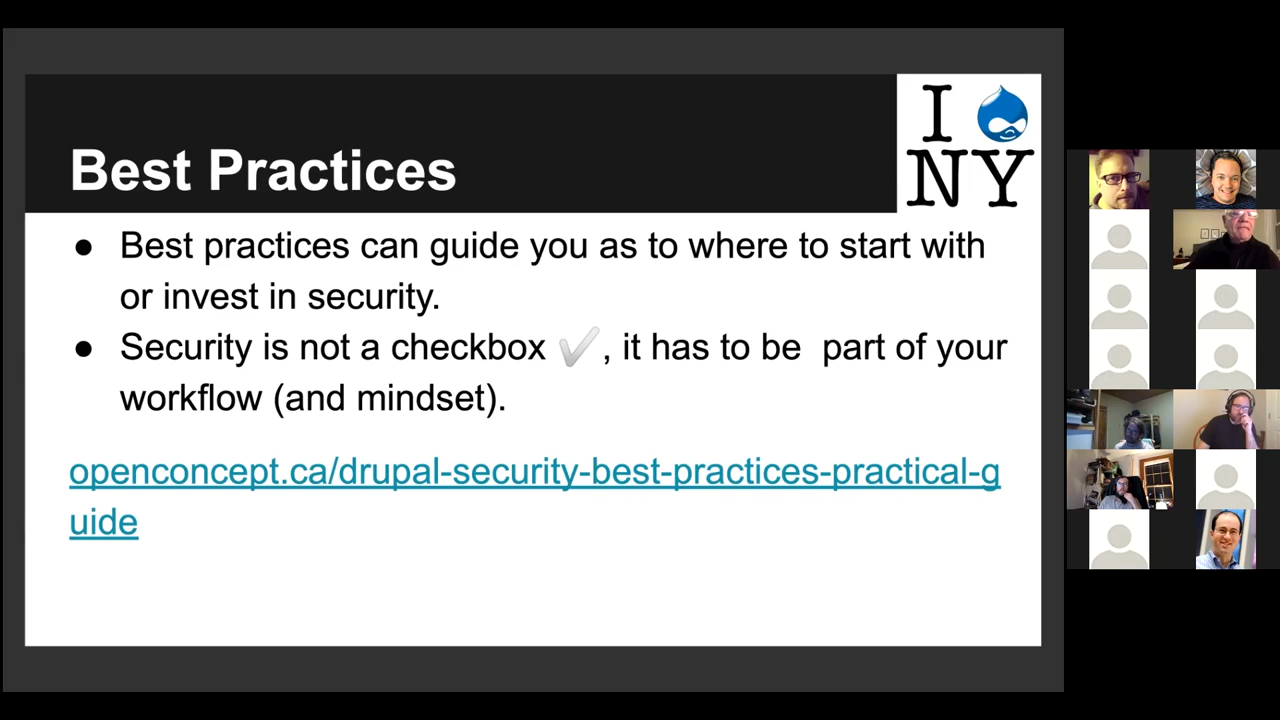 I
NY
Best Practices
● Best practices can guide you as to where to start with
or invest in security.
● Security is not a checkbox ✔, it has to be  part of your
workflow (and mindset).
openconcept.ca/drupal-security-best-practices-practical-g
uide